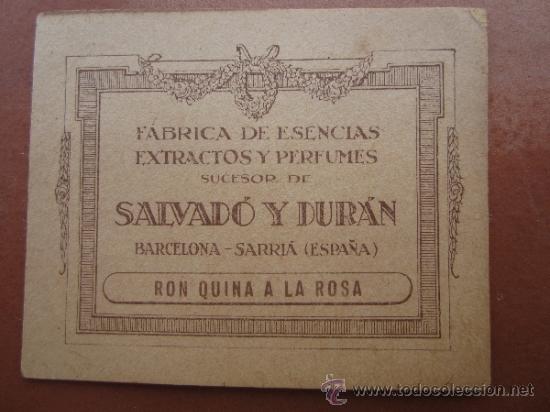 FÁBRICA DE ESENCIAS
EXTRACTOS Y PERFUMES
SUCESOR DE
SALVADÓ Y DURÁN
BARCELONA - SARRIÁ (ESPAÑA)
RON QUINA A LA ROSA
© www.todocoleccion.net